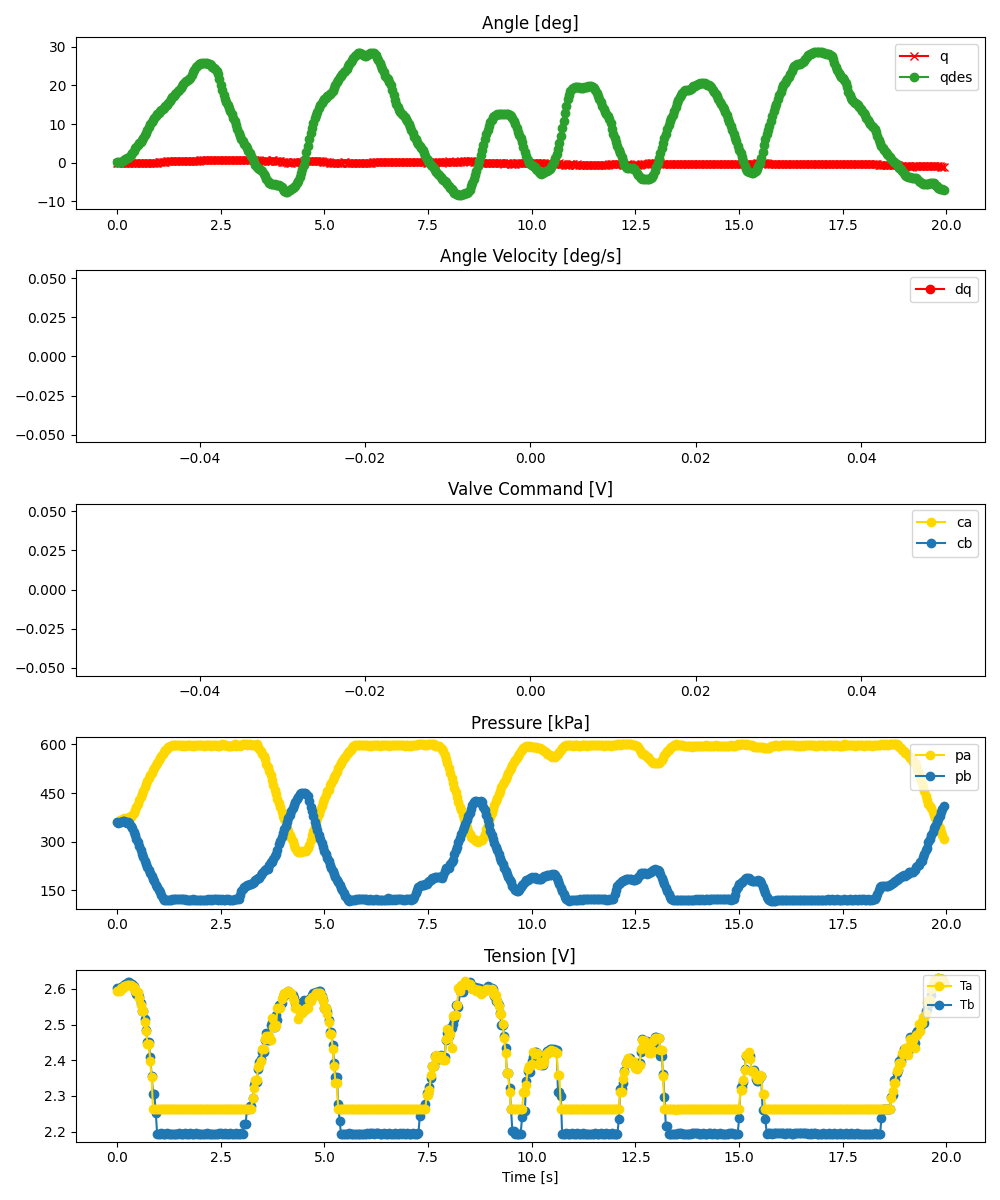 Angle [deg]
30
20
10
0
−10
q
qdes
0.0 2.5 5.0 7.5 10.0 12.5 15.0 17.5 20.0
Angle Velocity [deg/s]
0.050
0.025
0.000
−0.025
−0.050
dq
−0.04 −0.02 0.00 0.02 0.04
Valve Command [V]
0.050
0.025
0.000
−0.025
−0.050
ca
cb
−0.04 −0.02 0.00 0.02 0.04
Pressure [kPa]
600
450
300
150
pa
pb
0.0 2.5 5.0 7.5 10.0 12.5 15.0 17.5 20.0
Tension [V]
2.6
2.5
2.4
2.3
2.2
Ta
Tb
0.0 2.5 5.0 7.5 10.0 12.5 15.0 17.5 20.0
Time [s]